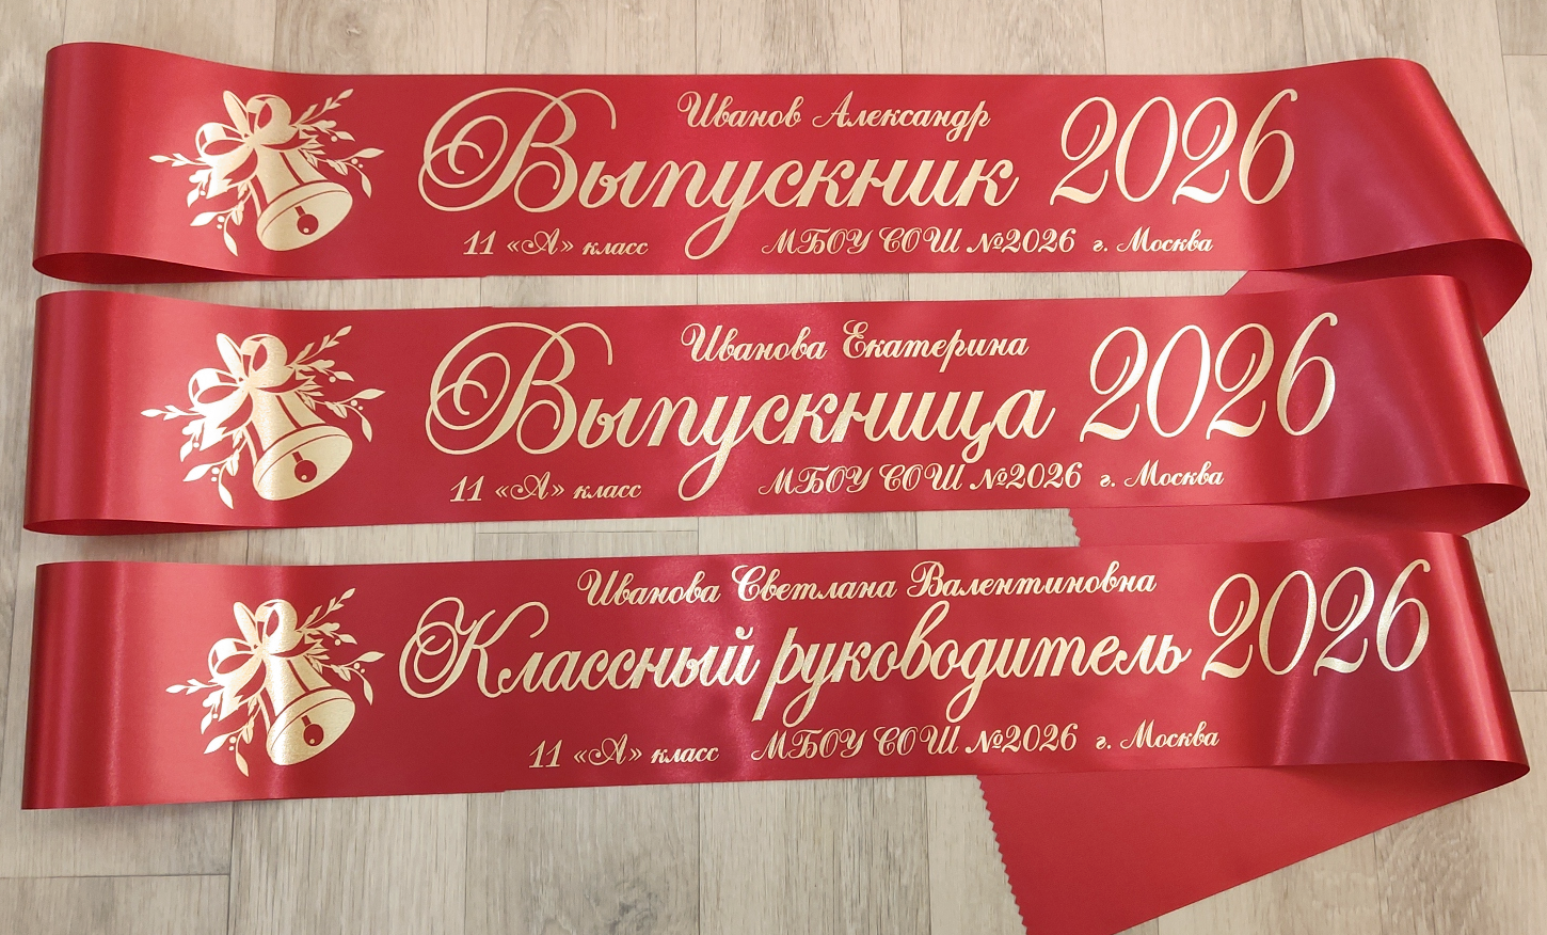 Иванов Александр
Выпускник 2026
11 «А» класс МБОУ СОШ №2026 г. Москва
Иванова Екатерина
Выпускница 2026
11 «А» класс МБОУ СОШ №2026 г. Москва
Иванова Светлана Валентиновна
Классный руководитель 2026
11 «А» класс МБОУ СОШ №2026 г. Москва